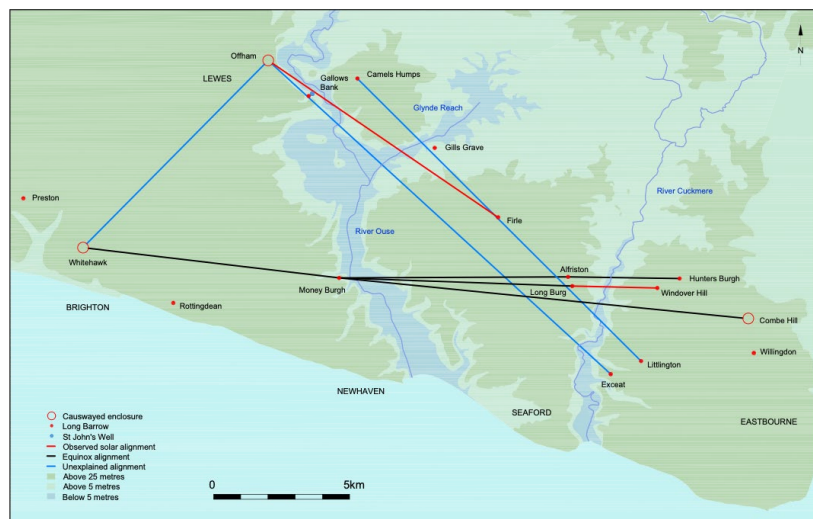 N
Offham
LEWES
Gallows
Bank
Camels Humps
Glynde Reach
Gills Grave
Preston
River Cuckmere
Firle
River Ouse
Whitehawk
Alfriston
Hunters Burgh
Money Burgh
Long Burg
Windover Hill
BRIGHTON
Rottingdean
Combe Hill
Willingdon
Littlington
Exceat
NEWHAVEN
SEAFORD
EASTBOURNE
Causwayed enclosure
Long Barrow
St John's Well
Observed solar alignment
Equinox alignment
Unexplained alignment
Above 25 metres
Above 5 metres
Below 5 metres
0 5km